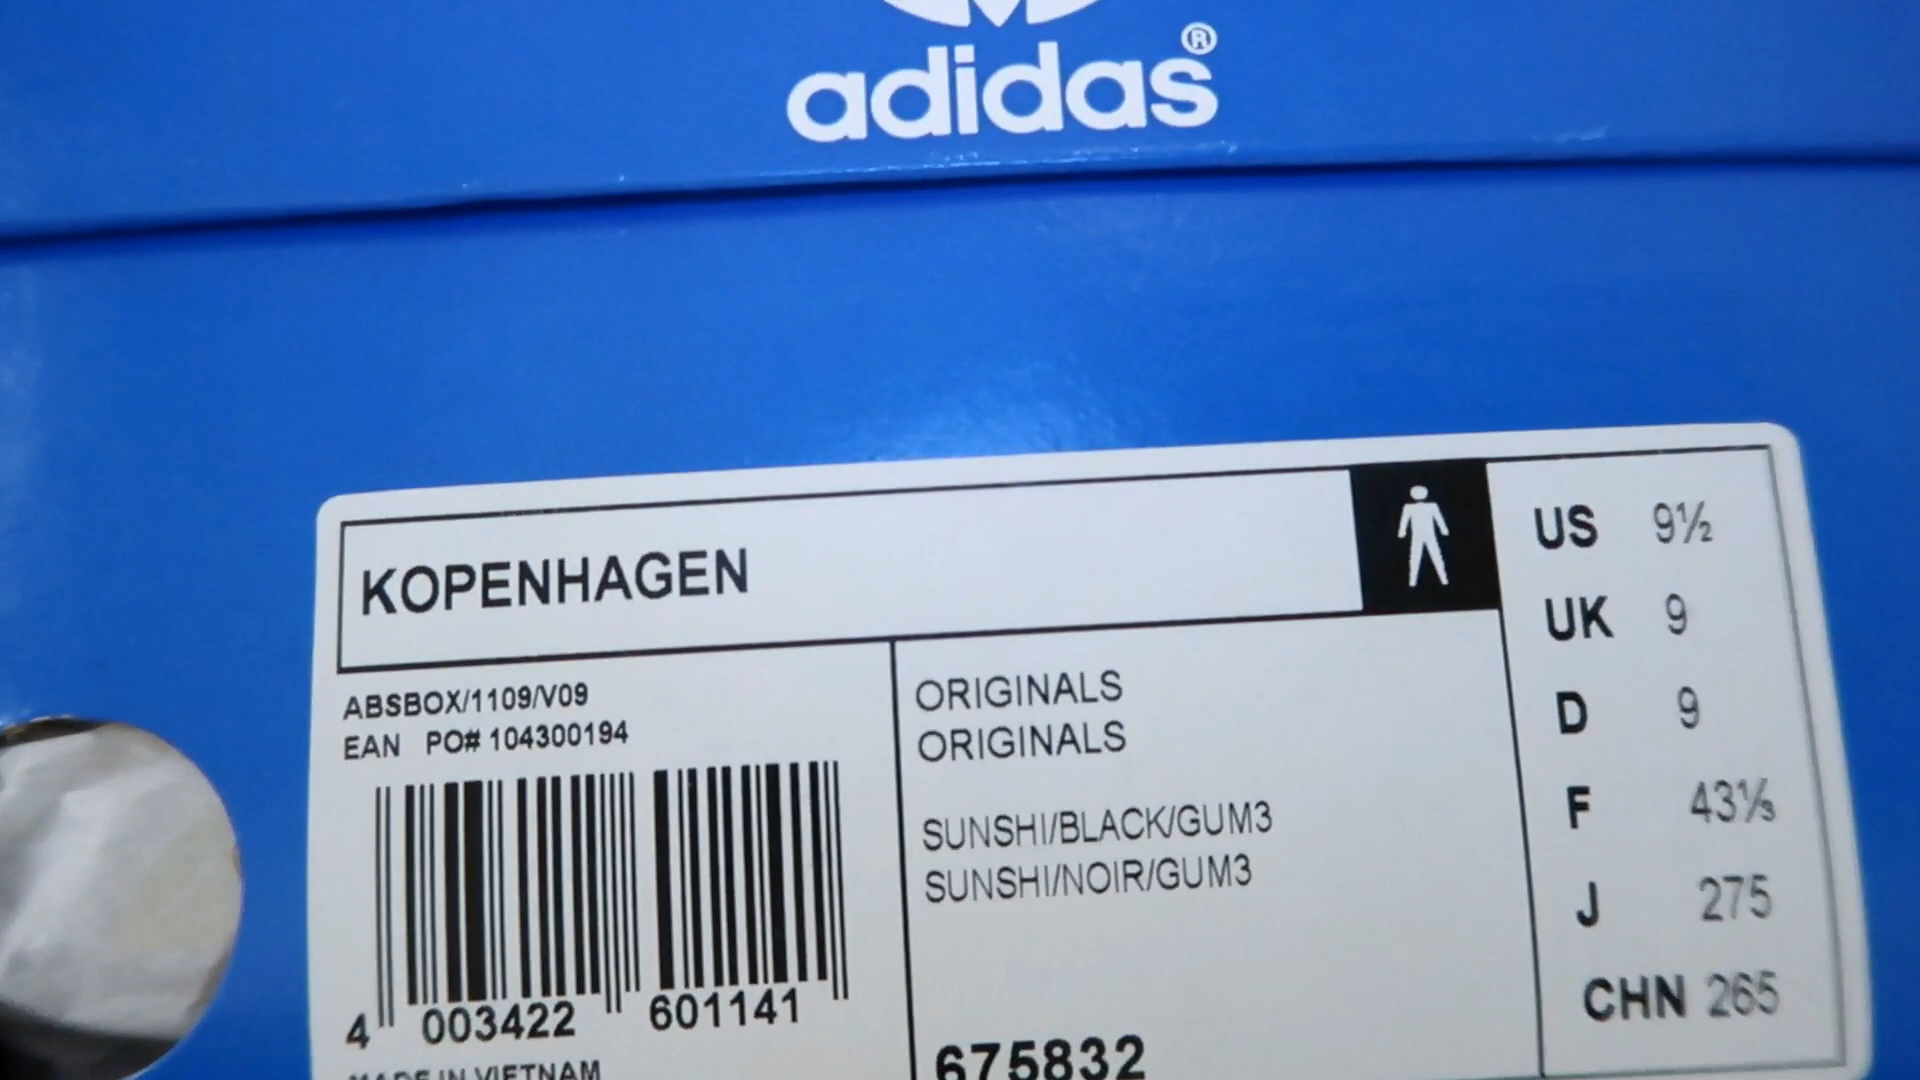 adidas®
KOPENHAGEN
ABSBOX/1109/V09
EAN PO# 104300194
4 003422 601141
MADE IN VIETNAM
ORIGINALS
ORIGINALS
SUNSHI/BLACK/GUM3
SUNSHI/NOIR/GUM3
675832
US 9½
UK 9
D 9
F 43⅓
J 275
CHN 265